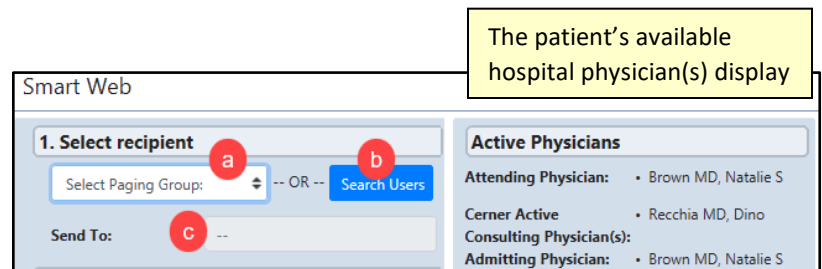 The patient’s available
hospital physician(s) display
Smart Web
1. Select recipient
a
b
Select Paging Group:
-- OR --
Search Users
Send To:
c
--
Active Physicians
Attending Physician:
• Brown MD, Natalie S
Cerner Active
• Recchia MD, Dino
Consulting Physician(s):
Admitting Physician:
• Brown MD, Natalie S